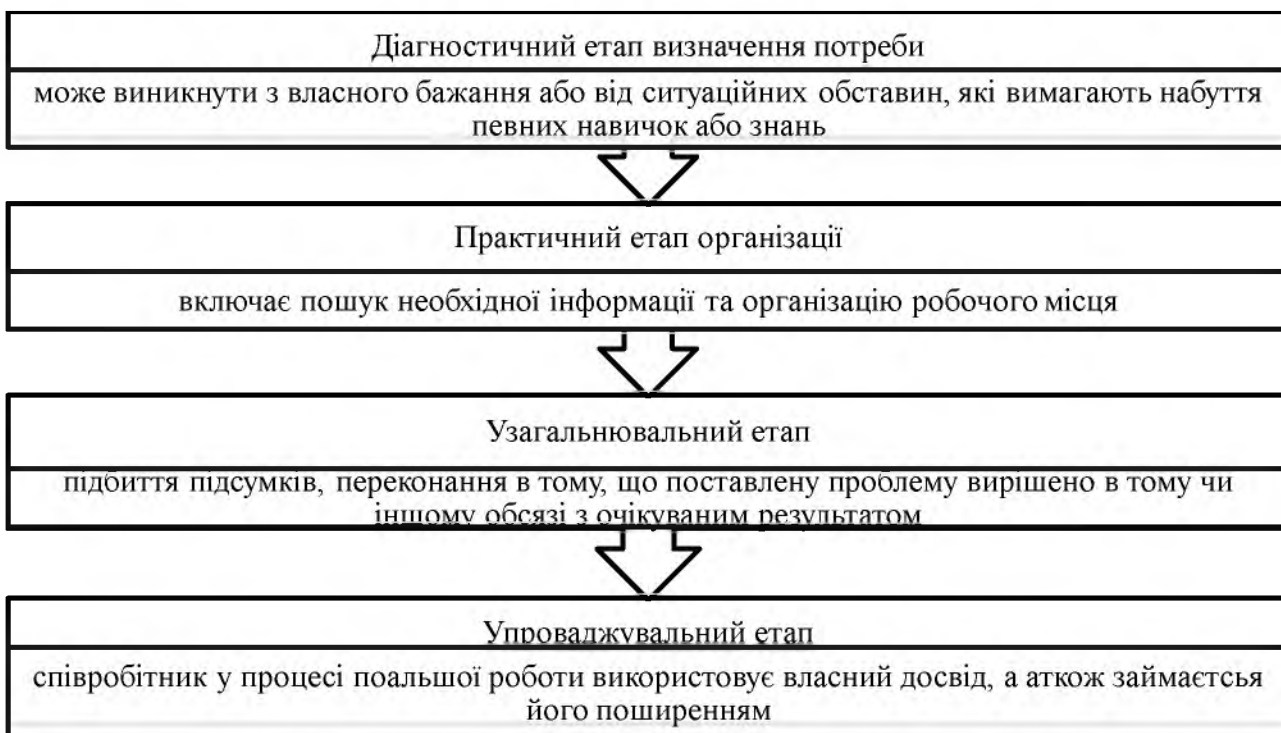 Діагностичний етап визначення потреби
може виникнути з власного бажання або від ситуаційних обставин, які вимагають набуття
певних навичок або знань
Практичний етап організації
включає пошук необхідної інформації та організацію робочого місця
Узагальнювальний етап
підбиття підсумків, переконання в тому, що поставлену проблему вирішено в тому чи
іншому обсязі з очікуваним результатом
Упроваджувальний етап
співробітник у процесі поальшої роботи використовує власний досвід, а аткож займаєтсья
його поширенням